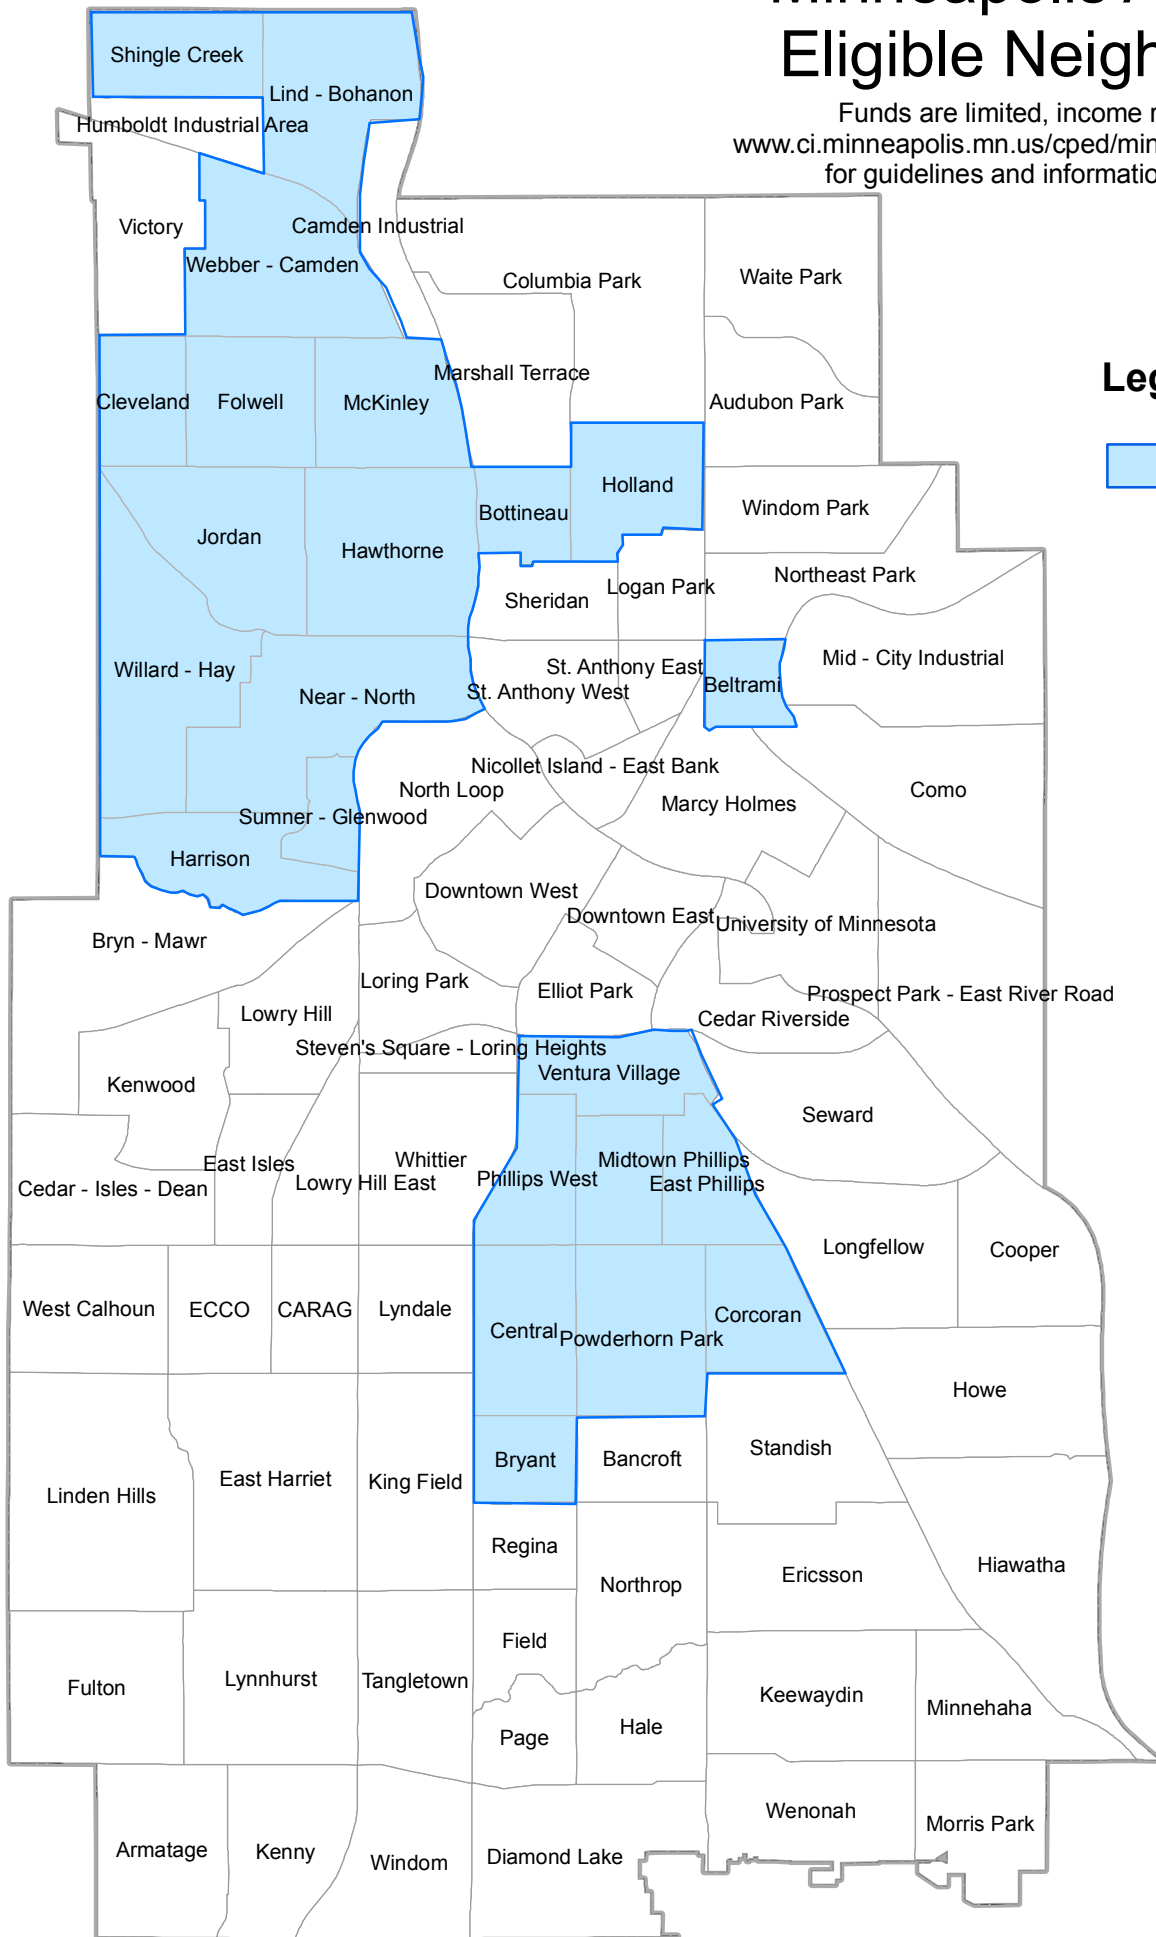 Minneapolis A
Eligible Neigh
Funds are limited, income
www.ci.minneapolis.mn.us/cped/min
for guidelines and informatio
Leg
Shingle Creek
Lind - Bohanon
Humboldt Industrial Area
Victory
Camden Industrial
Webber - Camden
Columbia Park
Waite Park
Marshall Terrace
Cleveland
Folwell
McKinley
Audubon Park
Holland
Bottineau
Windom Park
Jordan
Hawthorne
Northeast Park
Logan Park
Sheridan
Mid - City Industrial
Willard - Hay
St. Anthony East
Beltrami
St. Anthony West
Near - North
Nicollet Island - East Bank
North Loop
Como
Marcy Holmes
Sumner - Glenwood
Harrison
Downtown West
Downtown East
University of Minnesota
Bryn - Mawr
Loring Park
Elliot Park
Prospect Park - East River Road
Lowry Hill
Cedar Riverside
Steven's Square - Loring Heights
Ventura Village
Kenwood
Seward
East Isles
Whittier
Midtown Phillips
Phillips West
Lowry Hill East
East Phillips
Cedar - Isles - Dean
Longfellow
Cooper
West Calhoun
ECCO
CARAG
Lyndale
Corcoran
Central
Powderhorn Park
Howe
Standish
Bryant
Bancroft
East Harriet
King Field
Linden Hills
Regina
Hiawatha
Ericsson
Northrop
Field
Lynnhurst
Tangletown
Fulton
Keewaydin
Minnehaha
Hale
Page
Wenonah
Morris Park
Armatage
Kenny
Windom
Diamond Lake